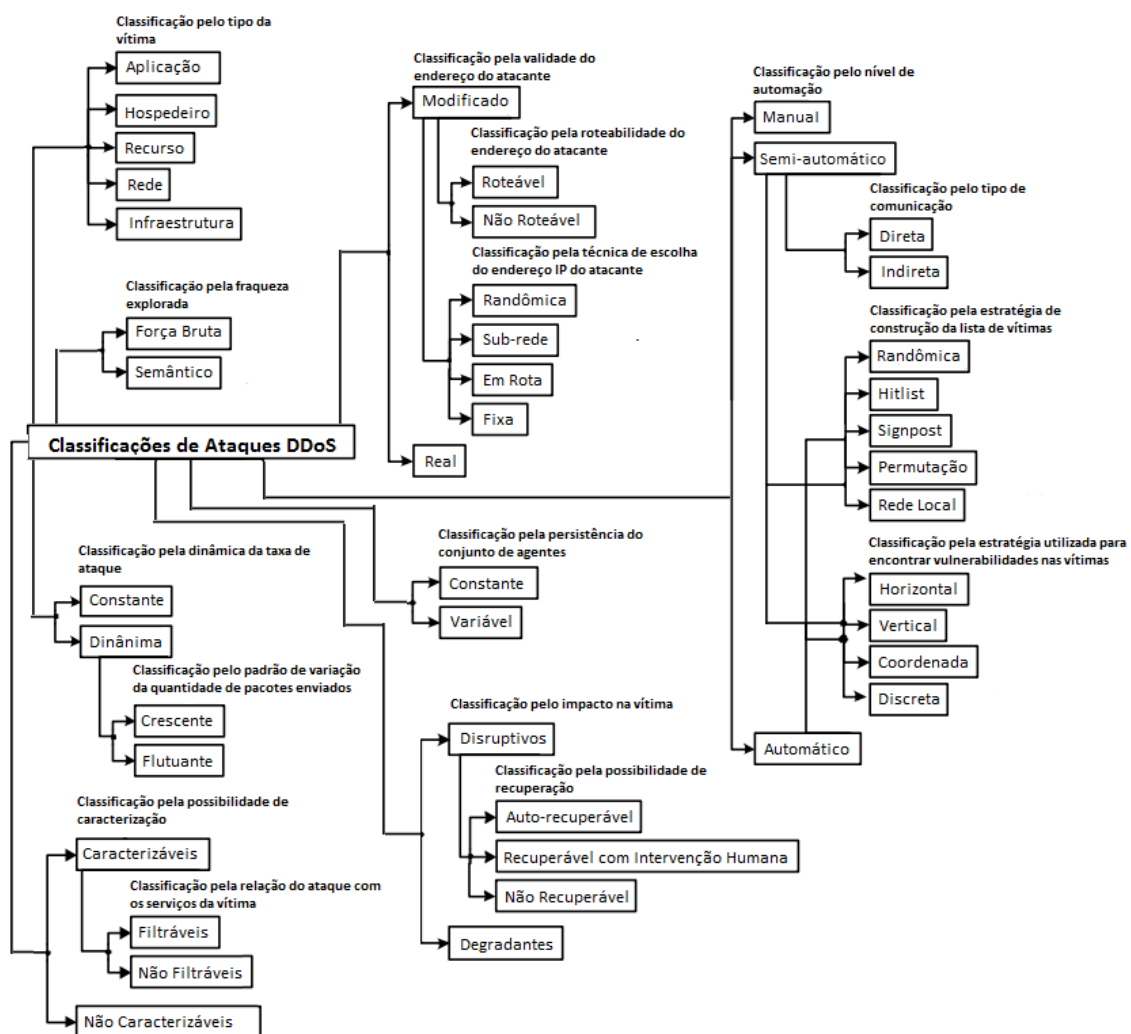 Classificação pelo tipo da
vítima
Aplicação
Hospedeiro
Recurso
Rede
Infraestrutura
Classificação pela fraqueza
explorada
Força Bruta
Semântico
Classificações de Ataques DDoS
Classificação pela dinâmica da taxa de
ataque
Constante
Dinânima
Classificação pelo padrão de variação
da quantidade de pacotes enviados
Crescente
Flutuante
Classificação pela possibilidade de
caracterização
Caracterizáveis
Classificação pela relação do ataque com
os serviços da vítima
Filtráveis
Não Filtráveis
Não Caracterizáveis
Classificação pela validade do
endereço do atacante
Modificado
Classificação pela roteabilidade do
endereço do atacante
Roteável
Não Roteável
Classificação pela técnica de escolha
do endereço IP do atacante
Randômica
Sub-rede
Em Rota
Fixa
Real
Classificação pela persistência do
conjunto de agentes
Constante
Variável
Classificação pelo impacto na vítima
Disruptivos
Classificação pela possibilidade de
recuperação
Auto-recuperável
Recuperável com Intervenção Humana
Não Recuperável
Degradantes
Classificação pelo nível de
automação
Manual
Semi-automático
Classificação pelo tipo de
comunicação
Direta
Indireta
Classificação pela estratégia de
construção da lista de vítimas
Randômica
Hitlist
Signpost
Permutação
Rede Local
Classificação pela estratégia utilizada para
encontrar vulnerabilidades nas vítimas
Horizontal
Vertical
Coordenada
Discreta
Automático